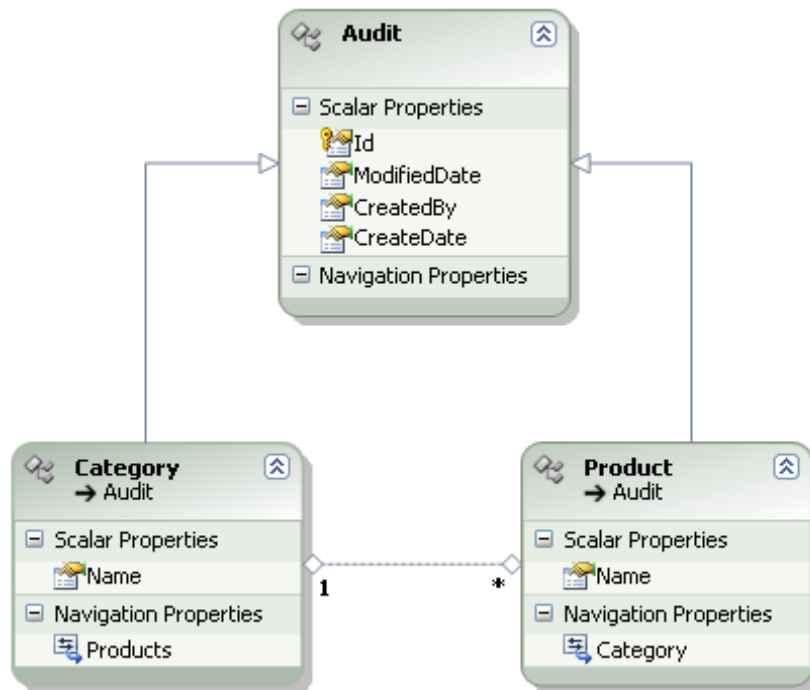 Audit
Scalar Properties
Id
ModifiedDate
CreatedBy
CreateDate
Navigation Properties
Category
→ Audit
Scalar Properties
Name
Navigation Properties
Products
1
*
Product
→ Audit
Scalar Properties
Name
Navigation Properties
Category